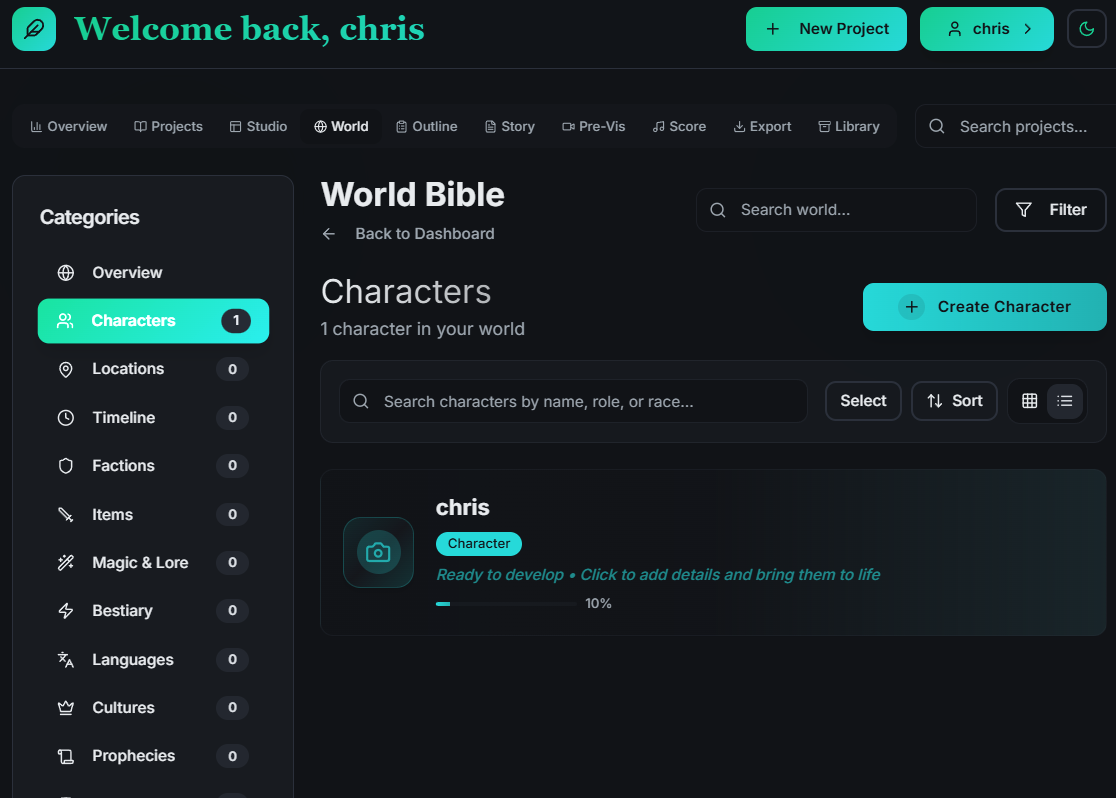 Welcome back, chris
New Project
chris
Overview
Projects
Studio
World
Outline
Story
Pre-Vis
Score
Export
Library
Search projects...
Categories
Overview
Characters 1
Locations 0
Timeline 0
Factions 0
Items 0
Magic & Lore 0
Bestiary 0
Languages 0
Cultures 0
Prophecies 0
World Bible
Back to Dashboard
Search world...
Filter
Characters
1 character in your world
Create Character
Search characters by name, role, or race...
Select
Sort
chris
Character
Ready to develop • Click to add details and bring them to life
10%